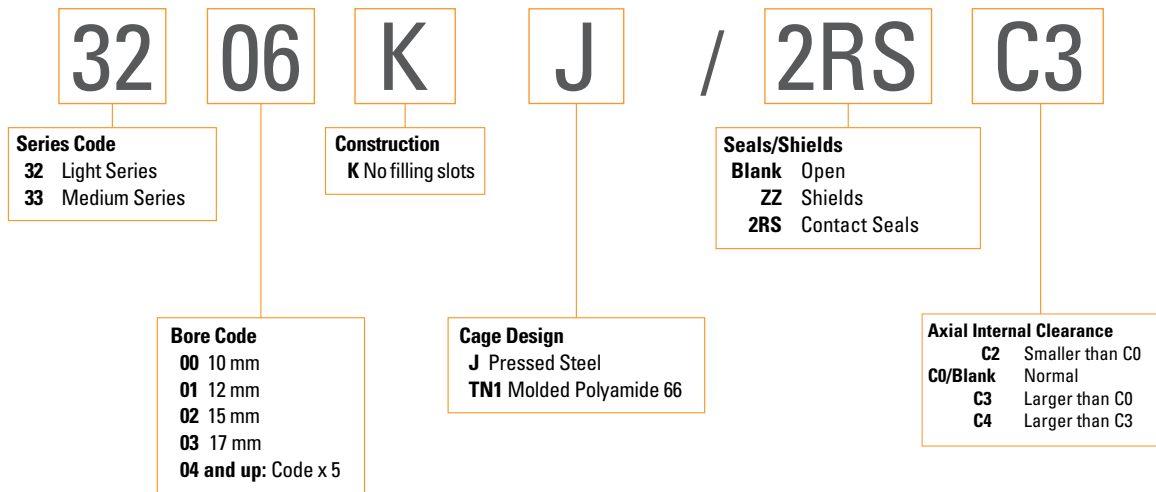 32 06 K J / 2RS C3
Series Code
32 Light Series
33 Medium Series
Construction
K No filling slots
Seals/Shields
Blank Open
ZZ Shields
2RS Contact Seals
Bore Code
00 10 mm
01 12 mm
02 15 mm
03 17 mm
04 and up: Code x 5
Cage Design
J Pressed Steel
TN1 Molded Polyamide 66
Axial Internal Clearance
C2 Smaller than C0
C0/Blank Normal
C3 Larger than C0
C4 Larger than C3